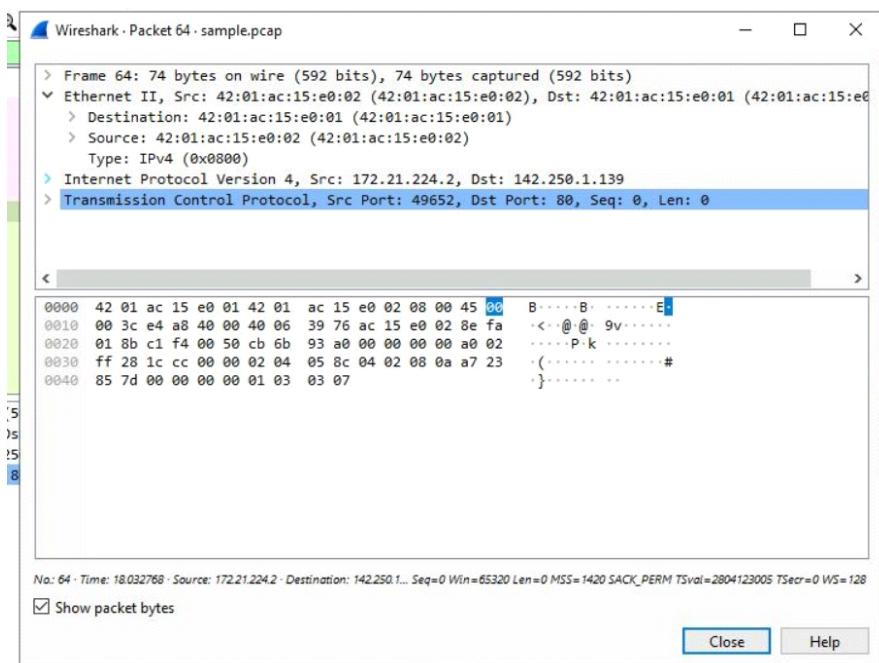 Wireshark · Packet 64 · sample.pcap
Frame 64: 74 bytes on wire (592 bits), 74 bytes captured (592 bits)
Ethernet II, Src: 42:01:ac:15:e0:02 (42:01:ac:15:e0:02), Dst: 42:01:ac:15:e0:01 (42:01:ac:15:e0
Destination: 42:01:ac:15:e0:01 (42:01:ac:15:e0:01)
Source: 42:01:ac:15:e0:02 (42:01:ac:15:e0:02)
Type: IPv4 (0x0800)
Internet Protocol Version 4, Src: 172.21.224.2, Dst: 142.250.1.139
Transmission Control Protocol, Src Port: 49652, Dst Port: 80, Seq: 0, Len: 0
0000 42 01 ac 15 e0 01 42 01 ac 15 e0 02 08 00 45 00 B·····B· ······E·
0010 00 3c e4 a8 40 00 40 06 39 76 ac 15 e0 02 8e fa ·<··@·@· 9v······
0020 01 8b c1 f4 00 50 cb 6b 93 a0 00 00 00 00 a0 02 ·····P·k ········
0030 ff 28 1c cc 00 00 02 04 05 8c 04 02 08 0a a7 23 ·(······ ·······#
0040 85 7d 00 00 00 00 01 03 03 07 ·}······ ··
(5
Ds
25
8
No.: 64 · Time: 18.032768 · Source: 172.21.224.2 · Destination: 142.250.1... Seq=0 Win=65320 Len=0 MSS=1420 SACK_PERM TSval=2804123005 TSecr=0 WS=128
Show packet bytes
Close
Help